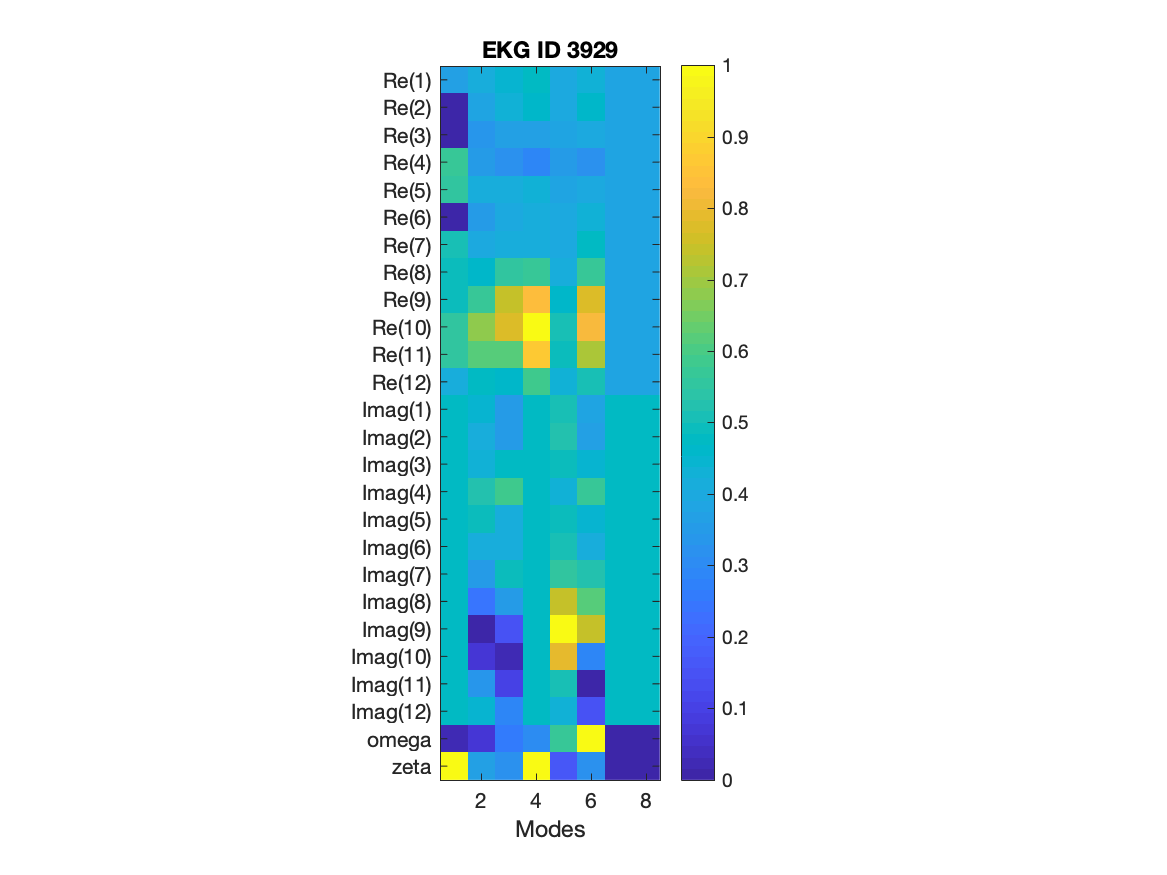 EKG ID 3929
Re(1)
Re(2)
Re(3)
Re(4)
Re(5)
Re(6)
Re(7)
Re(8)
Re(9)
Re(10)
Re(11)
Re(12)
Imag(1)
Imag(2)
Imag(3)
Imag(4)
Imag(5)
Imag(6)
Imag(7)
Imag(8)
Imag(9)
Imag(10)
Imag(11)
Imag(12)
omega
zeta
2 4 6 8
Modes
1
0.9
0.8
0.7
0.6
0.5
0.4
0.3
0.2
0.1
0